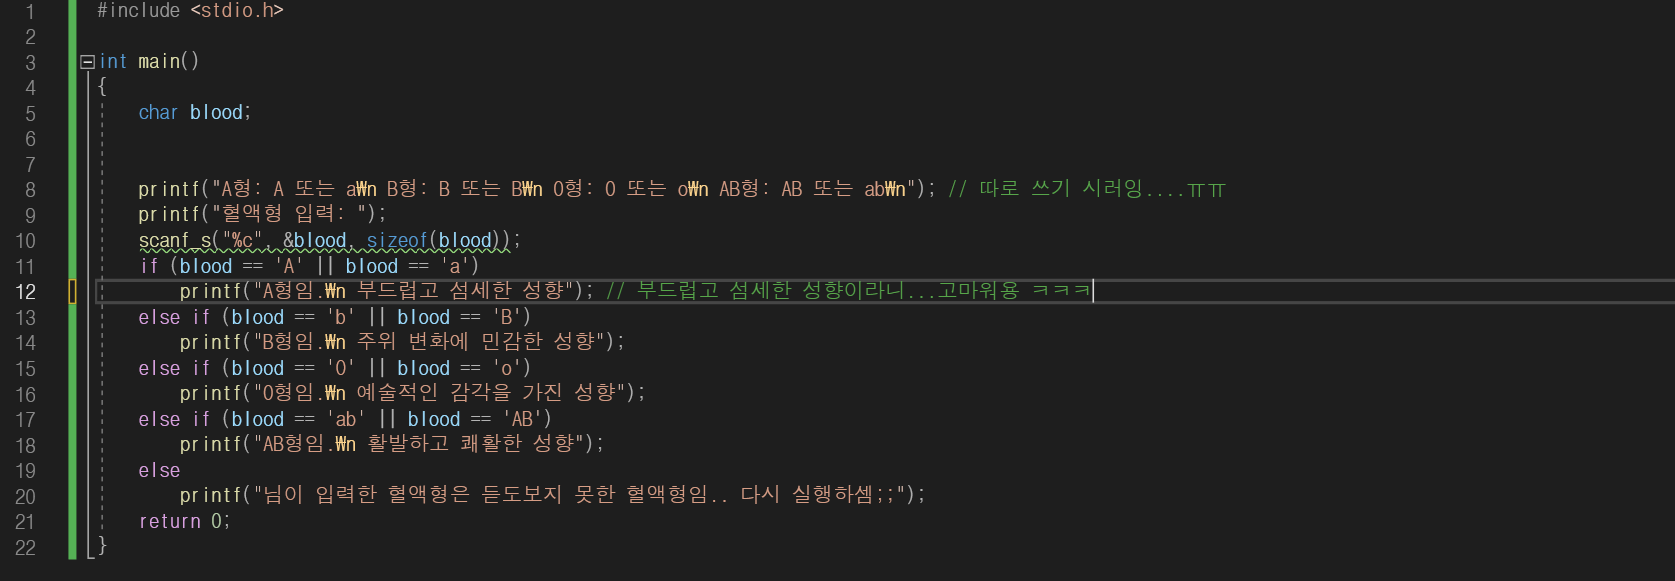 1 #include <stdio.h>
2
3 int main()
4 {
5 char blood;
6
7
8 printf("A형: A 또는 a₩n B형: B 또는 B₩n O형: O 또는 o₩n AB형: AB 또는 ab₩n"); // 따로 쓰기 시러잉....ㅠㅠ
9 printf("혈액형 입력: ");
10 scanf_s("%c", &blood, sizeof(blood));
11 if (blood == 'A' || blood == 'a')
12 printf("A형임.₩n 부드럽고 섬세한 성향"); // 부드럽고 섬세한 성향이라니...고마워용 ㅋㅋㅋ
13 else if (blood == 'b' || blood == 'B')
14 printf("B형임.₩n 주위 변화에 민감한 성향");
15 else if (blood == 'O' || blood == 'o')
16 printf("O형임.₩n 예술적인 감각을 가진 성향");
17 else if (blood == 'ab' || blood == 'AB')
18 printf("AB형임.₩n 활발하고 쾌활한 성향");
19 else
20 printf("님이 입력한 혈액형은 듣도보지 못한 혈액형임.. 다시 실행하셈;;");
21 return 0;
22 }